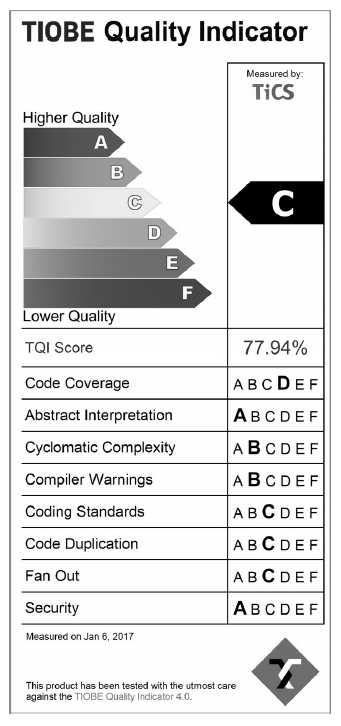 TIOBE Quality Indicator
Measured by:
TiCS
Higher Quality
A
B
C
D
E
F
Lower Quality
C
TQI Score 77.94%
Code Coverage A B C D E F
Abstract Interpretation A B C D E F
Cyclomatic Complexity A B C D E F
Compiler Warnings A B C D E F
Coding Standards A B C D E F
Code Duplication A B C D E F
Fan Out A B C D E F
Security A B C D E F
Measured on Jan 6, 2017
This product has been tested with the utmost care
against the TIOBE Quality Indicator 4.0.